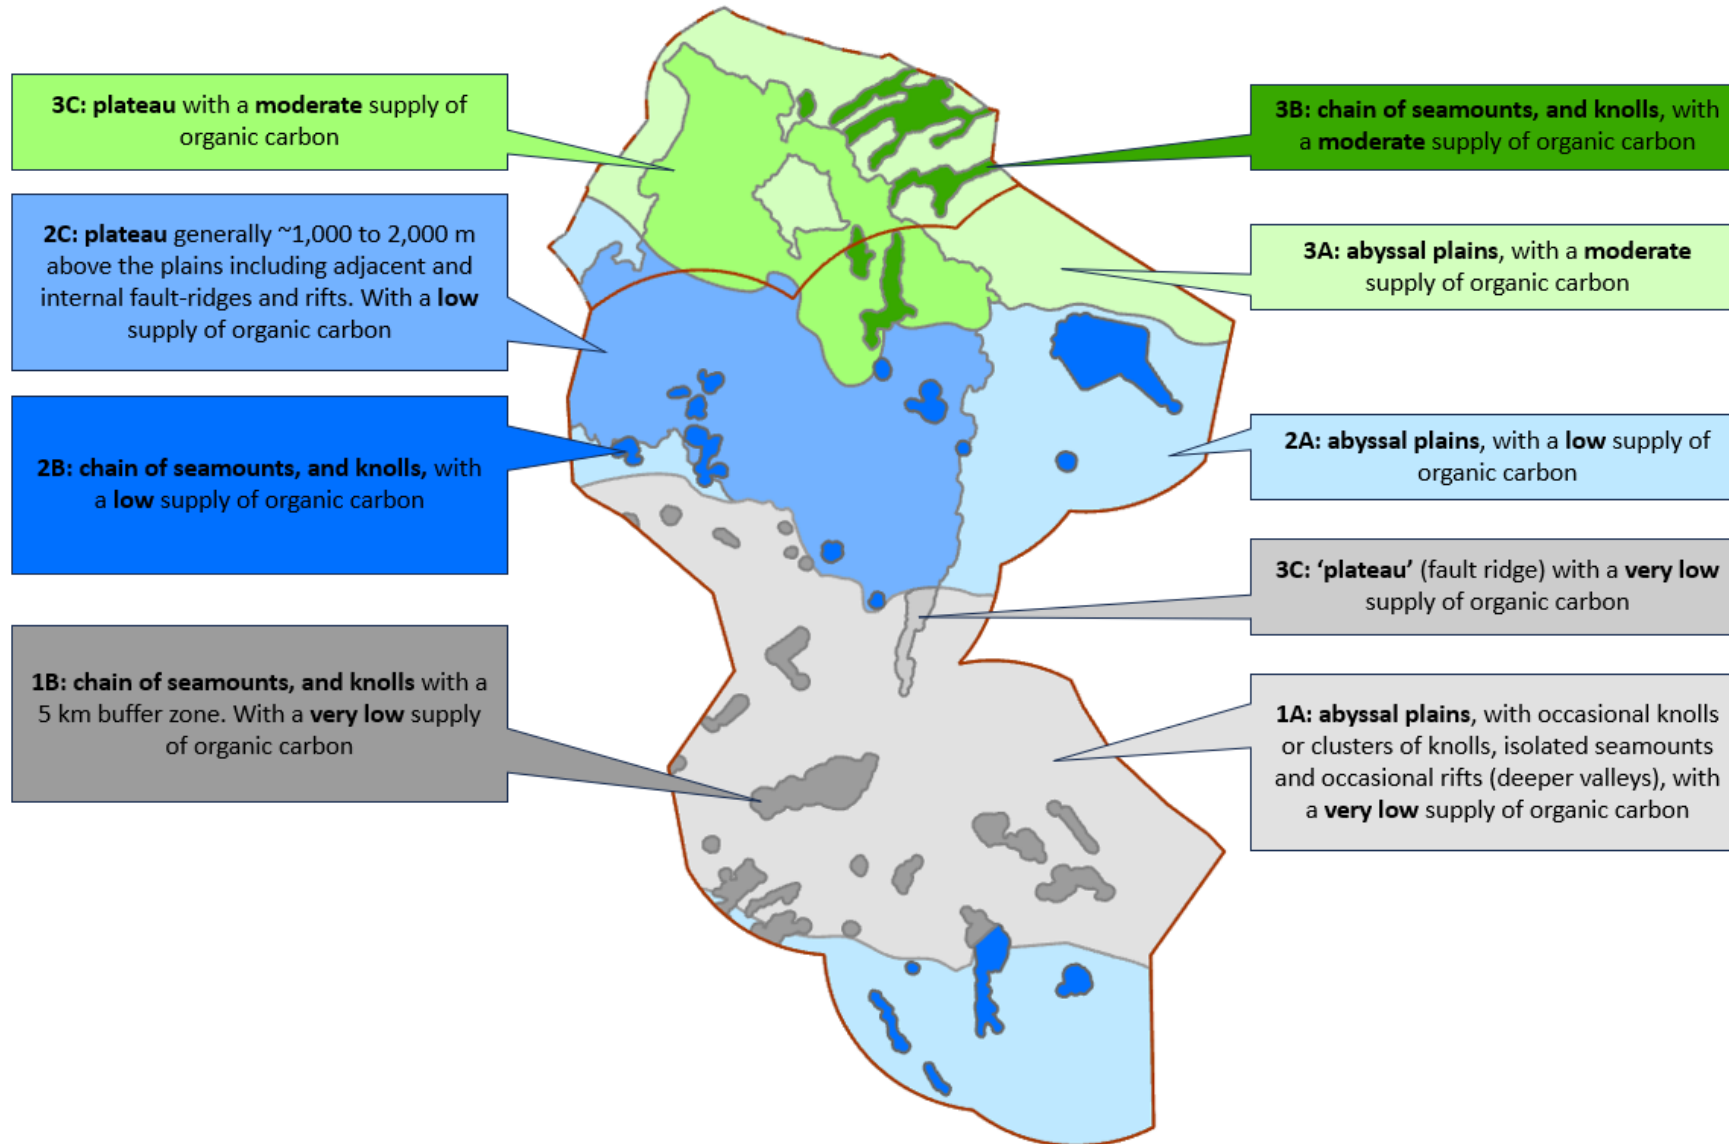 3C: plateau with a moderate supply of
organic carbon
2C: plateau generally ~1,000 to 2,000 m
above the plains including adjacent and
internal fault-ridges and rifts. With a low
supply of organic carbon
2B: chain of seamounts, and knolls, with
a low supply of organic carbon
1B: chain of seamounts, and knolls with a
5 km buffer zone. With a very low supply
of organic carbon
3B: chain of seamounts, and knolls, with
a moderate supply of organic carbon
3A: abyssal plains, with a moderate
supply of organic carbon
2A: abyssal plains, with a low supply of
organic carbon
3C: ‘plateau’ (fault ridge) with a very low
supply of organic carbon
1A: abyssal plains, with occasional knolls
or clusters of knolls, isolated seamounts
and occasional rifts (deeper valleys), with
a very low supply of organic carbon